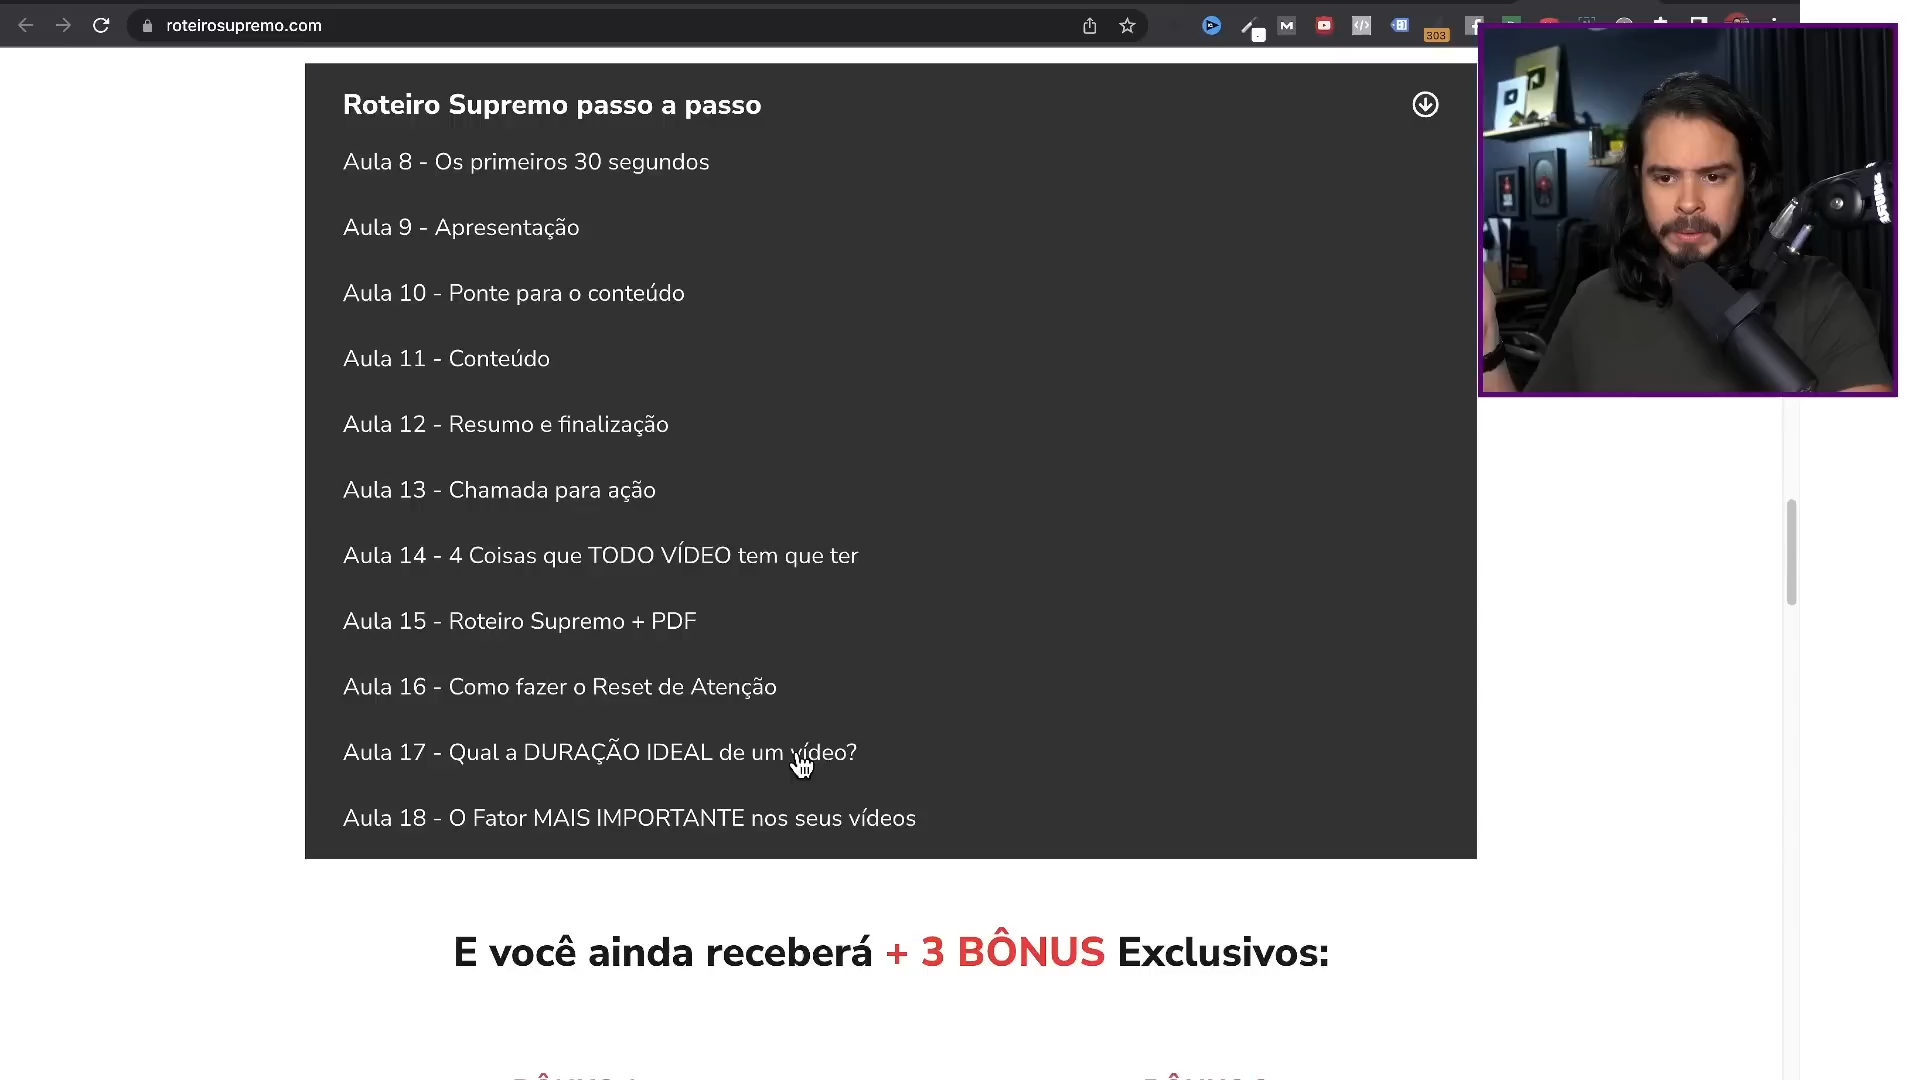 roteirosupremo.com
303
Roteiro Supremo passo a passo
Aula 8 - Os primeiros 30 segundos
Aula 9 - Apresentação
Aula 10 - Ponte para o conteúdo
Aula 11 - Conteúdo
Aula 12 - Resumo e finalização
Aula 13 - Chamada para ação
Aula 14 - 4 Coisas que TODO VÍDEO tem que ter
Aula 15 - Roteiro Supremo + PDF
Aula 16 - Como fazer o Reset de Atenção
Aula 17 - Qual a DURAÇÃO IDEAL de um vídeo?
Aula 18 - O Fator MAIS IMPORTANTE nos seus vídeos
E você ainda receberá + 3 BÔNUS Exclusivos: